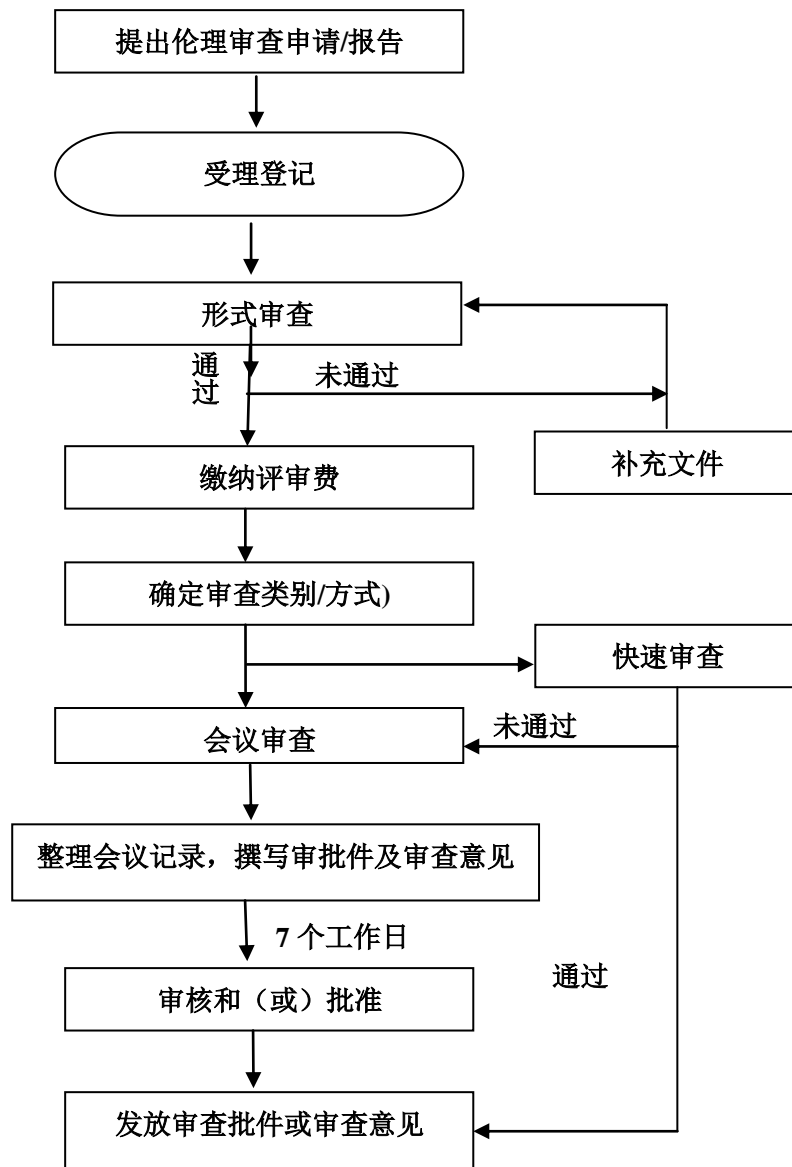 提出伦理审查申请/报告
受理登记
形式审查
通
过
未通过
缴纳评审费
补充文件
确定审查类别/方式)
快速审查
会议审查
未通过
整理会议记录，撰写审批件及审查意见
7 个工作日
审核和（或）批准
通过
发放审查批件或审查意见